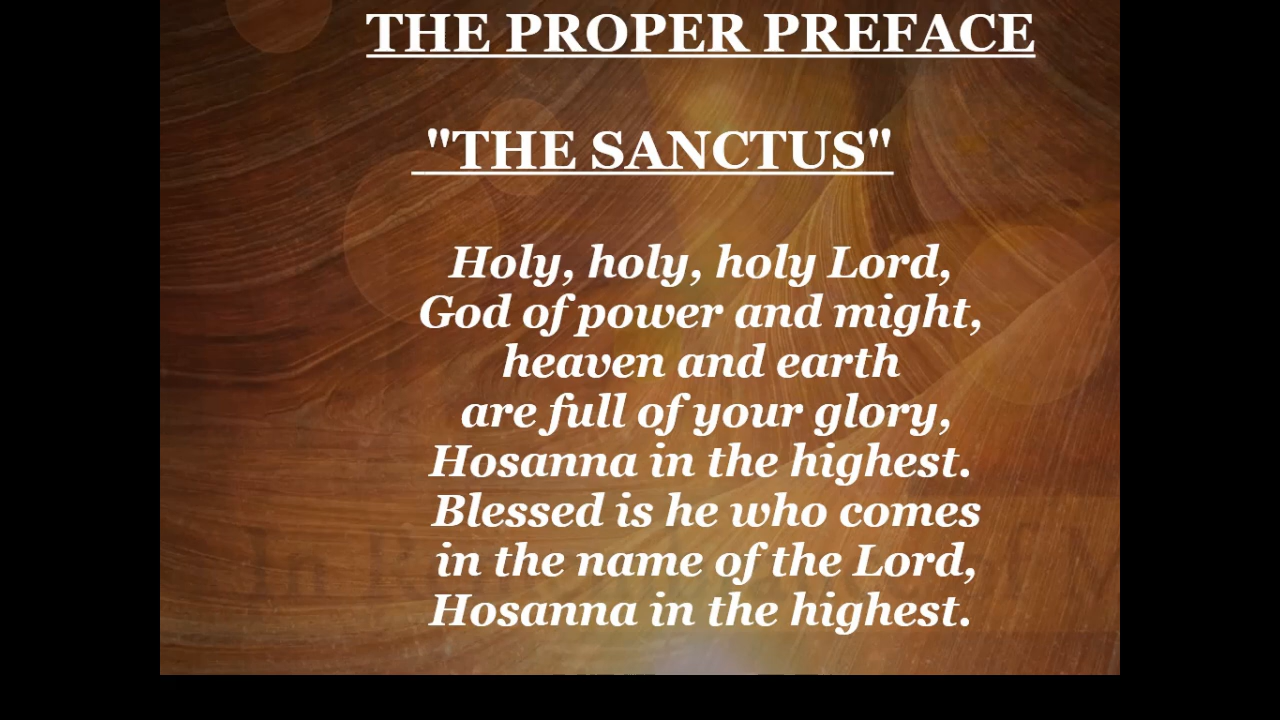 THE PROPER PREFACE
"THE SANCTUS"
Holy, holy, holy Lord,
God of power and might,
heaven and earth
are full of your glory,
Hosanna in the highest.
Blessed is he who comes
in the name of the Lord,
Hosanna in the highest.